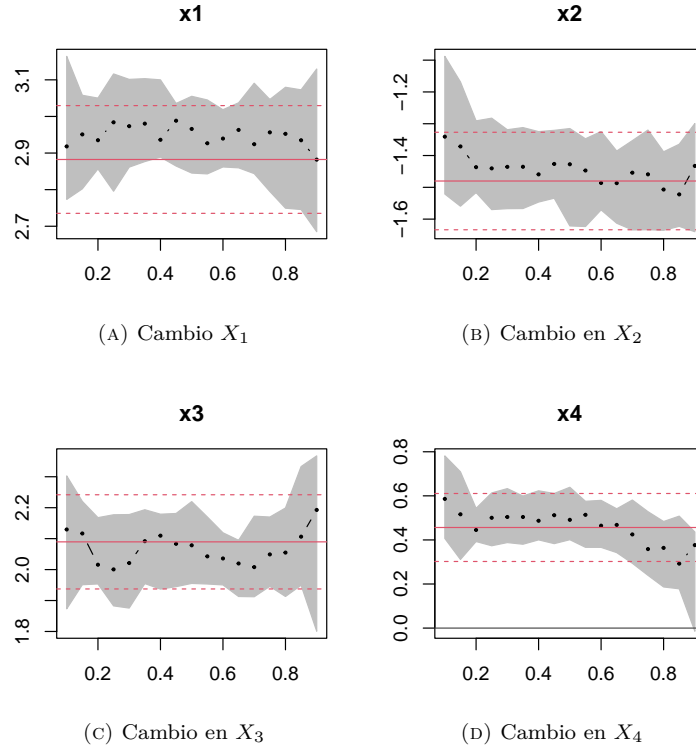 x1
3.1
2.9
2.7
0.2 0.4 0.6 0.8
(A) Cambio X₁
x2
−1.2
−1.4
−1.6
0.2 0.4 0.6 0.8
(B) Cambio en X₂
x3
2.2
2.0
1.8
0.2 0.4 0.6 0.8
(C) Cambio en X₃
x4
0.8
0.6
0.4
0.2
0.0
0.2 0.4 0.6 0.8
(D) Cambio en X₄